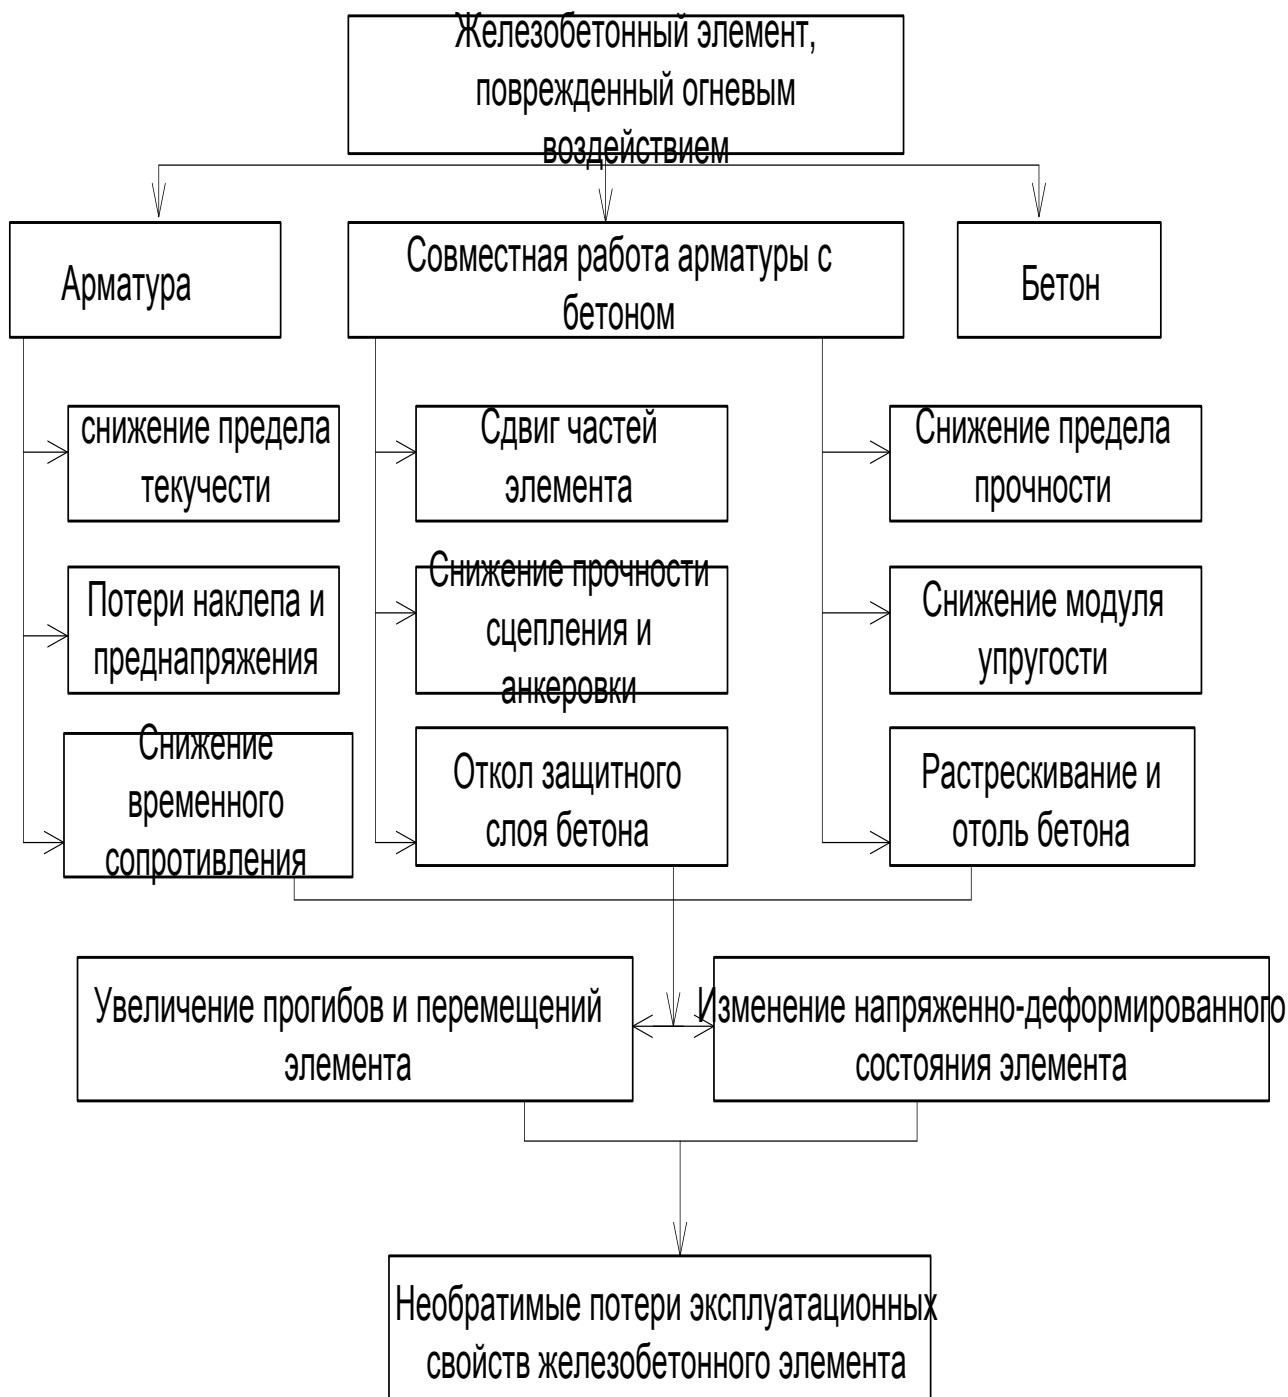 Железобетонный элемент,
поврежденный огневым
воздействием
Арматура
Совместная работа арматуры с
бетоном
Бетон
снижение предела
текучести
Сдвиг частей
элемента
Снижение предела
прочности
Потери наклепа и
преднапряжения
Снижение прочности
сцепления и
анкеровки
Снижение модуля
упругости
Снижение
временного
сопротивления
Откол защитного
слоя бетона
Растрескивание и
отоль бетона
Увеличение прогибов и перемещений
элемента
Изменение напряженно-деформированного
состояния элемента
Необратимые потери эксплуатационных
свойств железобетонного элемента